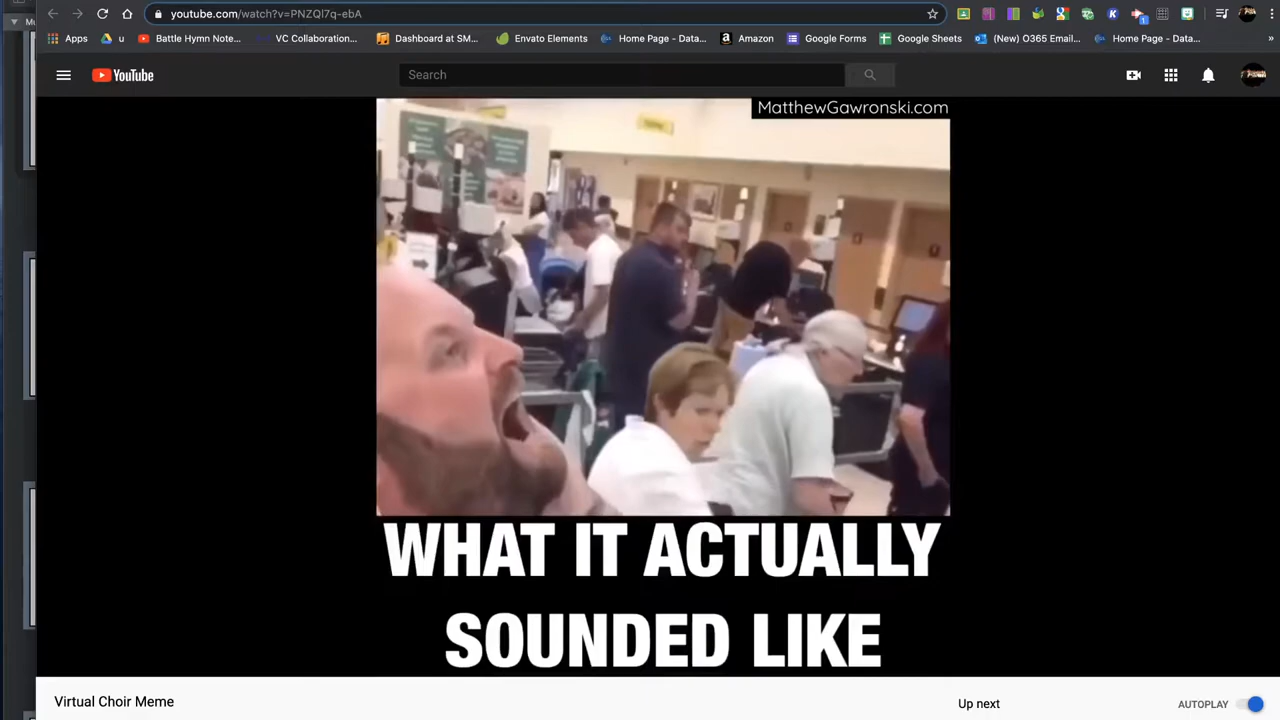 youtube.com/watch?v=PNZQl7q-ebA
Apps u Battle Hymn Note... VC Collaboration... Dashboard at SM... Envato Elements Home Page - Data... Amazon Google Forms Google Sheets (New) O365 Email... Home Page - Data...
YouTube
Search
MatthewGawronski.com
WHAT IT ACTUALLY
SOUNDED LIKE
Virtual Choir Meme
Up next
AUTOPLAY